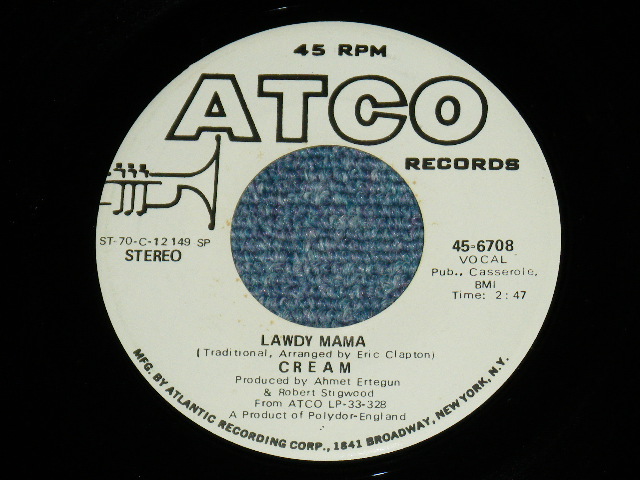 45 RPM
ATCO
RECORDS
ST-70-C-12149 SP
STEREO
45-6708
VOCAL
Pub., Casserole,
BMI
Time: 2:47
LAWDY MAMA
(Traditional, Arranged by Eric Clapton)
CREAM
Produced by Ahmet Ertegun
& Robert Stigwood
From ATCO LP-33-328
A Product of Polydor-England
MFG. BY ATLANTIC RECORDING CORP., 1841 BROADWAY, NEW YORK, N.Y.